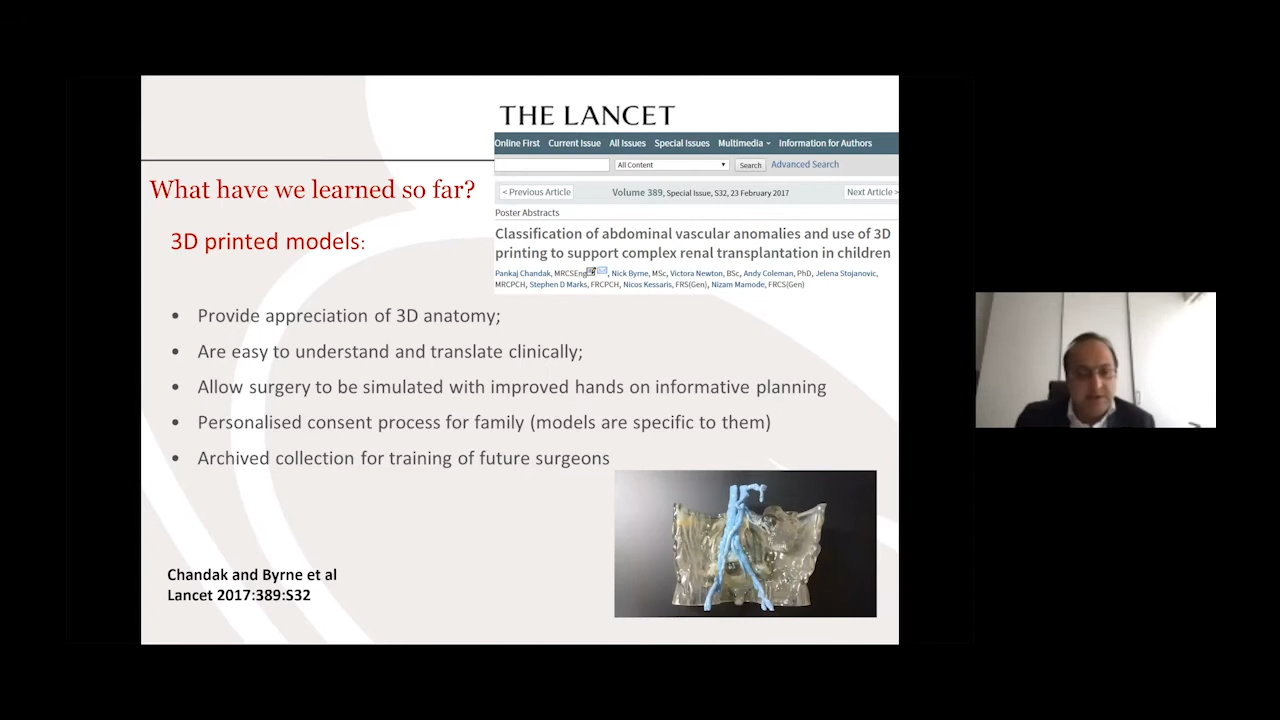 THE LANCET
Online First Current Issue All Issues Special Issues Multimedia Information for Authors
All Content Search Advanced Search
< Previous Article Volume 389, Special Issue, S32, 23 February 2017 Next Article >
Poster Abstracts
Classification of abdominal vascular anomalies and use of 3D
printing to support complex renal transplantation in children
Pankaj Chandak, MRCSEng, Nick Byrne, MSc, Victora Newton, BSc, Andy Coleman, PhD, Jelena Stojanovic,
MRCPCH, Stephen D Marks, FRCPCH, Nicos Kessaris, FRS(Gen), Nizam Mamode, FRCS(Gen)
What have we learned so far?
3D printed models:
• Provide appreciation of 3D anatomy;
• Are easy to understand and translate clinically;
• Allow surgery to be simulated with improved hands on informative planning
• Personalised consent process for family (models are specific to them)
• Archived collection for training of future surgeons
Chandak and Byrne et al
Lancet 2017:389:S32